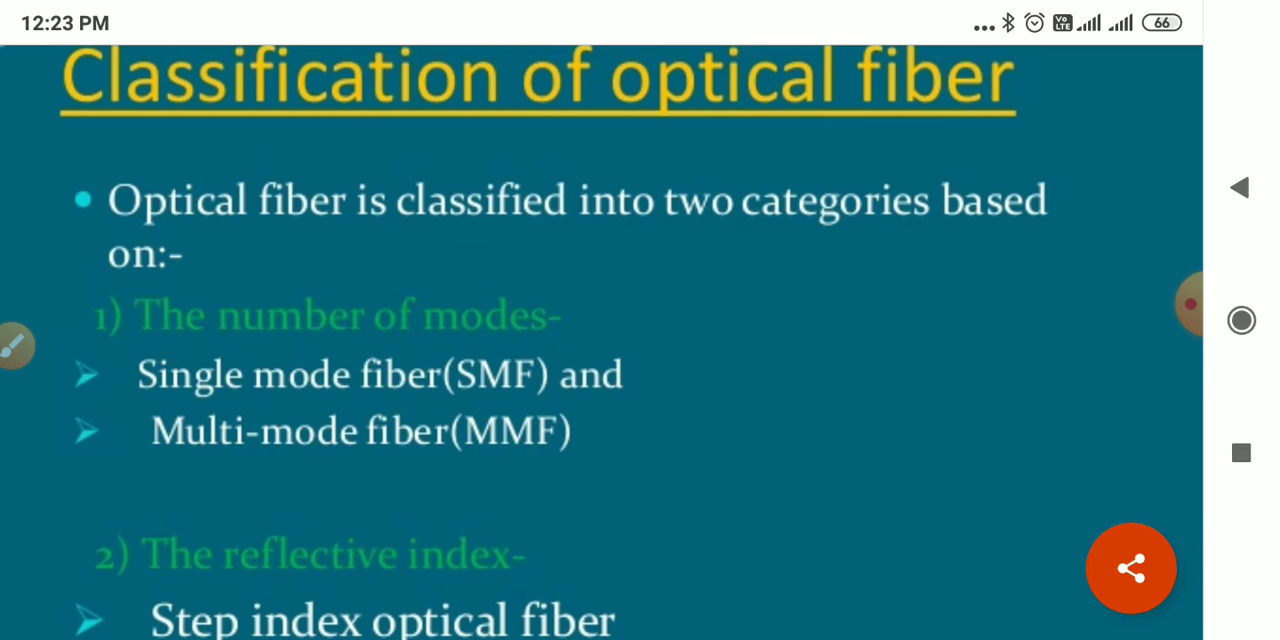 12:23 PM
Vo LTE 66
Classification of optical fiber
• Optical fiber is classified into two categories based
on:-
1) The number of modes-
➢ Single mode fiber(SMF) and
➢ Multi-mode fiber(MMF)
2) The reflective index-
➢ Step index optical fiber